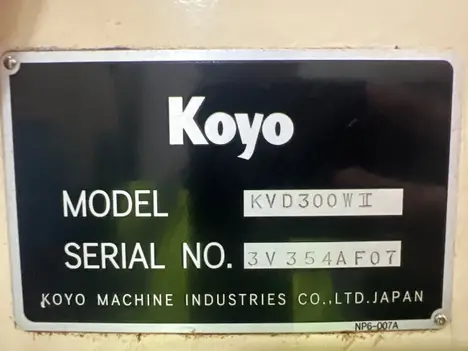 Koyo
MODEL KVD300WⅡ
SERIAL NO. 3V354AF07
KOYO MACHINE INDUSTRIES CO.,LTD.JAPAN
NP6-007A